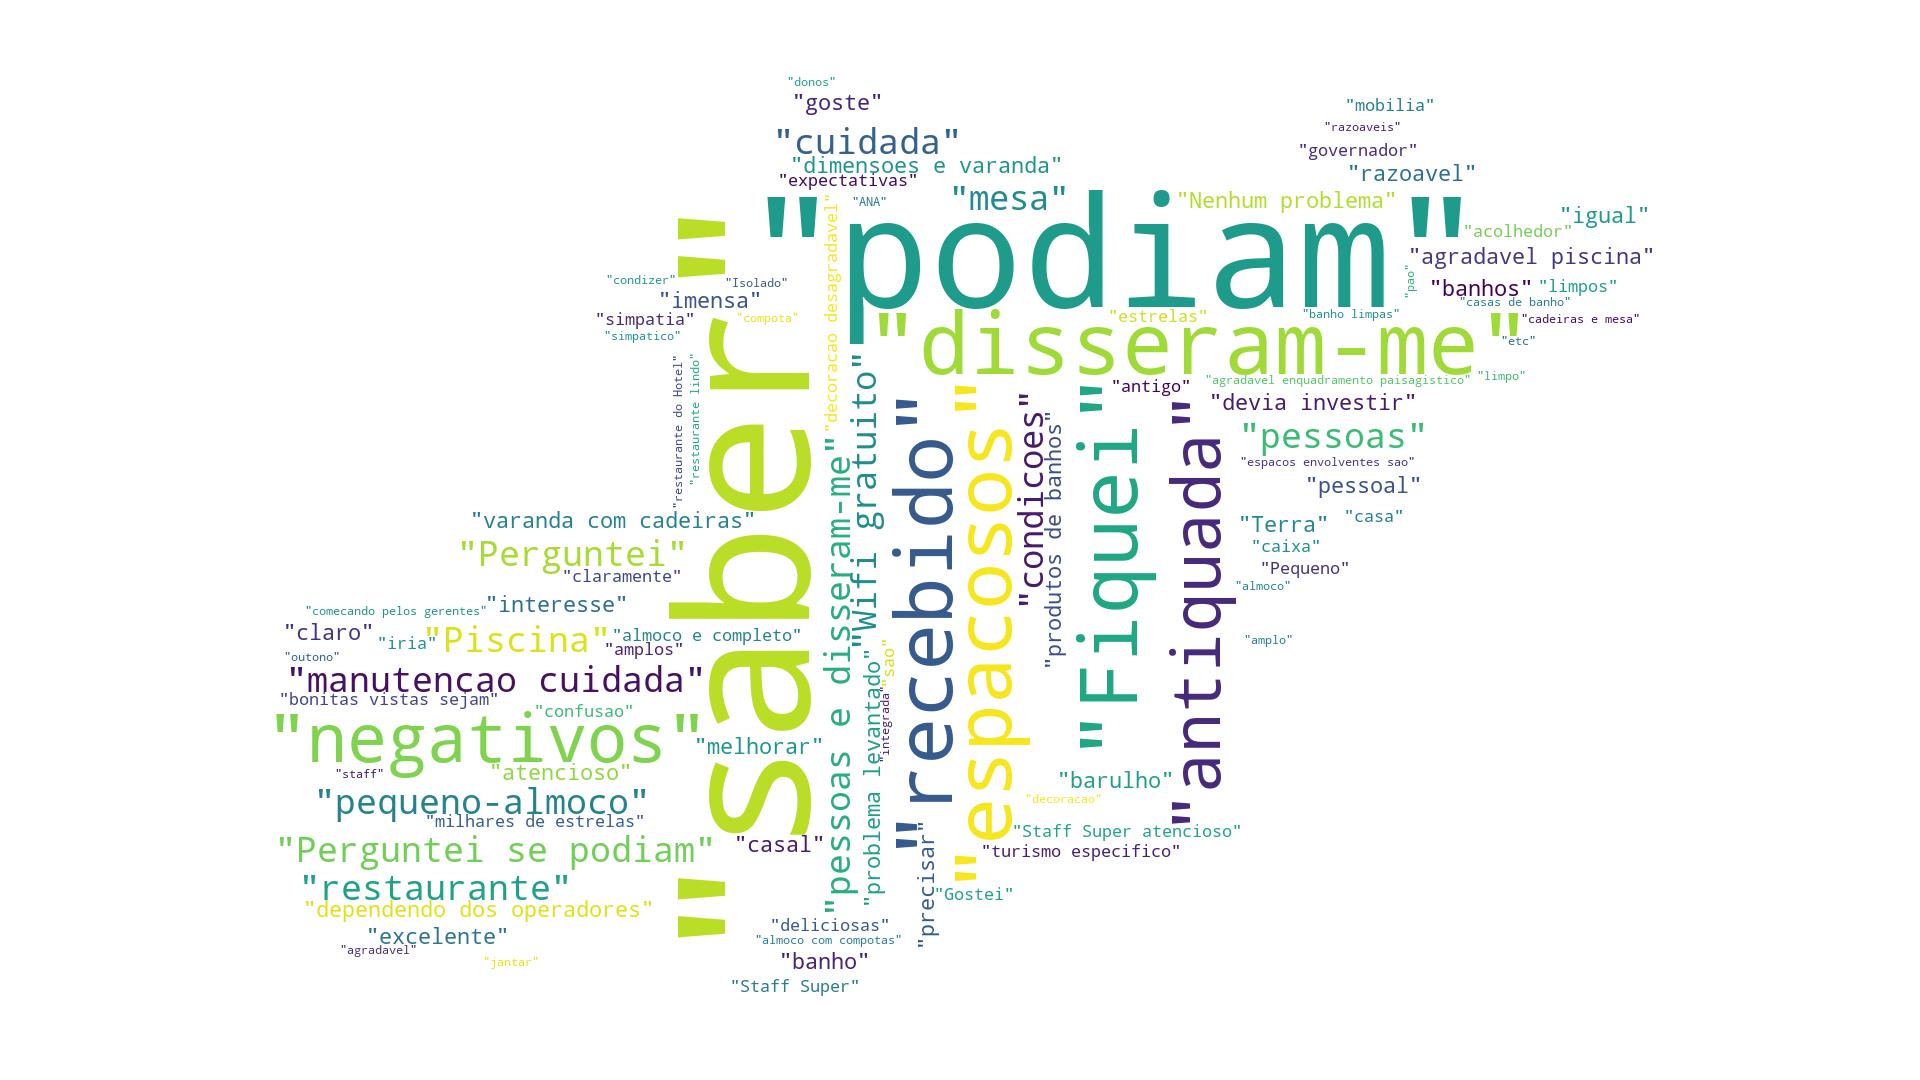 "donos"
"goste"
"mobilia"
"razoaveis"
"cuidada"
"governador"
"dimensoes e varanda"
"razoavel"
"expectativas"
"mesa"
"ANA"
"Nenhum problema"
"podiam"
"igual"
"acolhedor"
"agradavel piscina"
"condizer"
"Isolado"
"pao"
"banhos"
"limpos"
"imensa"
"casas de banho"
"simpatia"
"compota"
"estrelas"
"banho limpas"
"cadeiras e mesa"
"simpatico"
"disseram-me"
"etc"
"decoracao desagradavel"
"saber"
"restaurante do Hotel"
"restaurante lindo"
"agradavel enquadramento paisagistico"
"limpo"
"antigo"
"devia investir"
"pessoas"
"espacos envolventes sao"
"pessoal"
"Terra"
"casa"
"caixa"
"Pequeno"
"almoco"
"amplo"
"Wifi gratuito"
"pessoas e disseram-me"
"recebido"
"espacosos"
"condicoes"
"produtos de banhos"
"Fiquei"
"antiquada"
"varanda com cadeiras"
"Perguntei"
"claramente"
"interesse"
"comecando pelos gerentes"
"claro"
"iria"
"Piscina"
"almoco e completo"
"amplos"
"outono"
"manutencao cuidada"
"bonitas vistas sejam"
"confusao"
"negativos"
"melhorar"
"atencioso"
"staff"
"pequeno-almoco"
"milhares de estrelas"
"Perguntei se podiam"
"casal"
"restaurante"
"dependendo dos operadores"
"excelente"
"agradavel"
"jantar"
"sao"
"integrada"
"problema levantado"
"precisar"
"barulho"
"decoracao"
"Staff Super atencioso"
"turismo especifico"
"Gostei"
"deliciosas"
"almoco com compotas"
"banho"
"Staff Super"